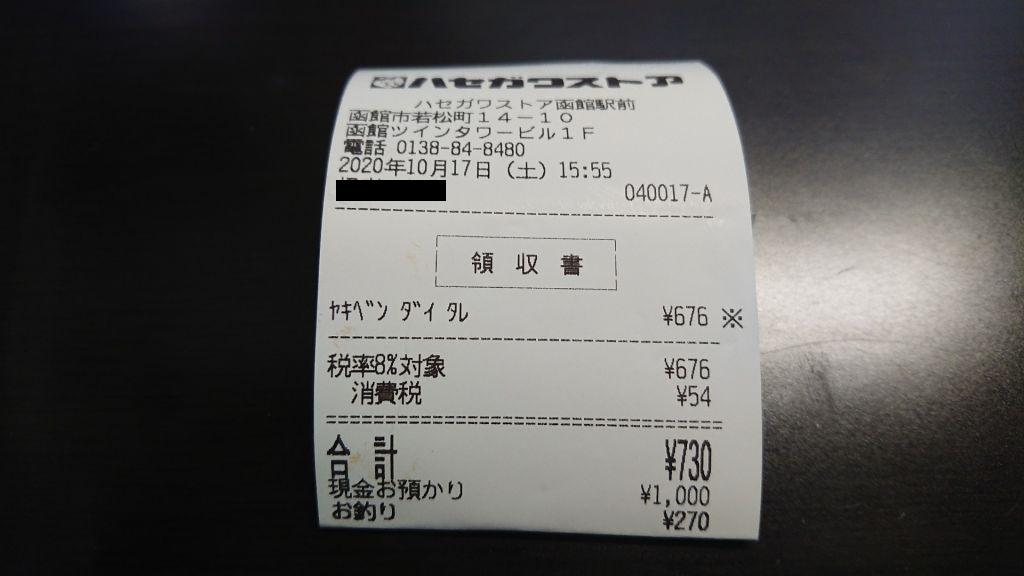 ハセガワストア
ハセガワストア函館駅前
函館市若松町14-10
函館ツインタワービル1F
電話 0138-84-8480
2020年10月17日(土) 15:55
040017-A
領収書
ﾔｷﾍﾞﾝ ﾀﾞｲ ﾀﾚ ¥676 ※
税率8%対象 ¥676
消費税 ¥54
合計 ¥730
現金お預かり ¥1,000
お釣り ¥270